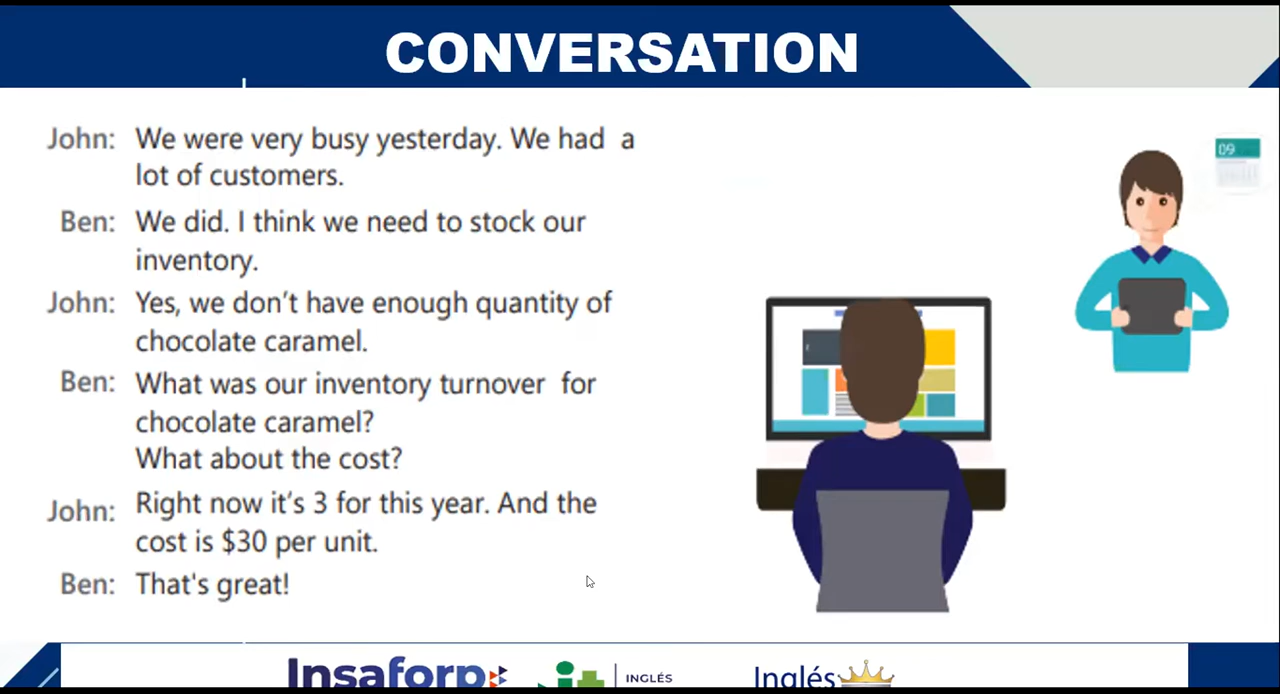 CONVERSATION
John: We were very busy yesterday. We had a
lot of customers.
Ben: We did. I think we need to stock our
inventory.
John: Yes, we don't have enough quantity of
chocolate caramel.
Ben: What was our inventory turnover for
chocolate caramel?
What about the cost?
John: Right now it's 3 for this year. And the
cost is $30 per unit.
Ben: That's great!
09
Insaforp
INGLÉS
Inglés